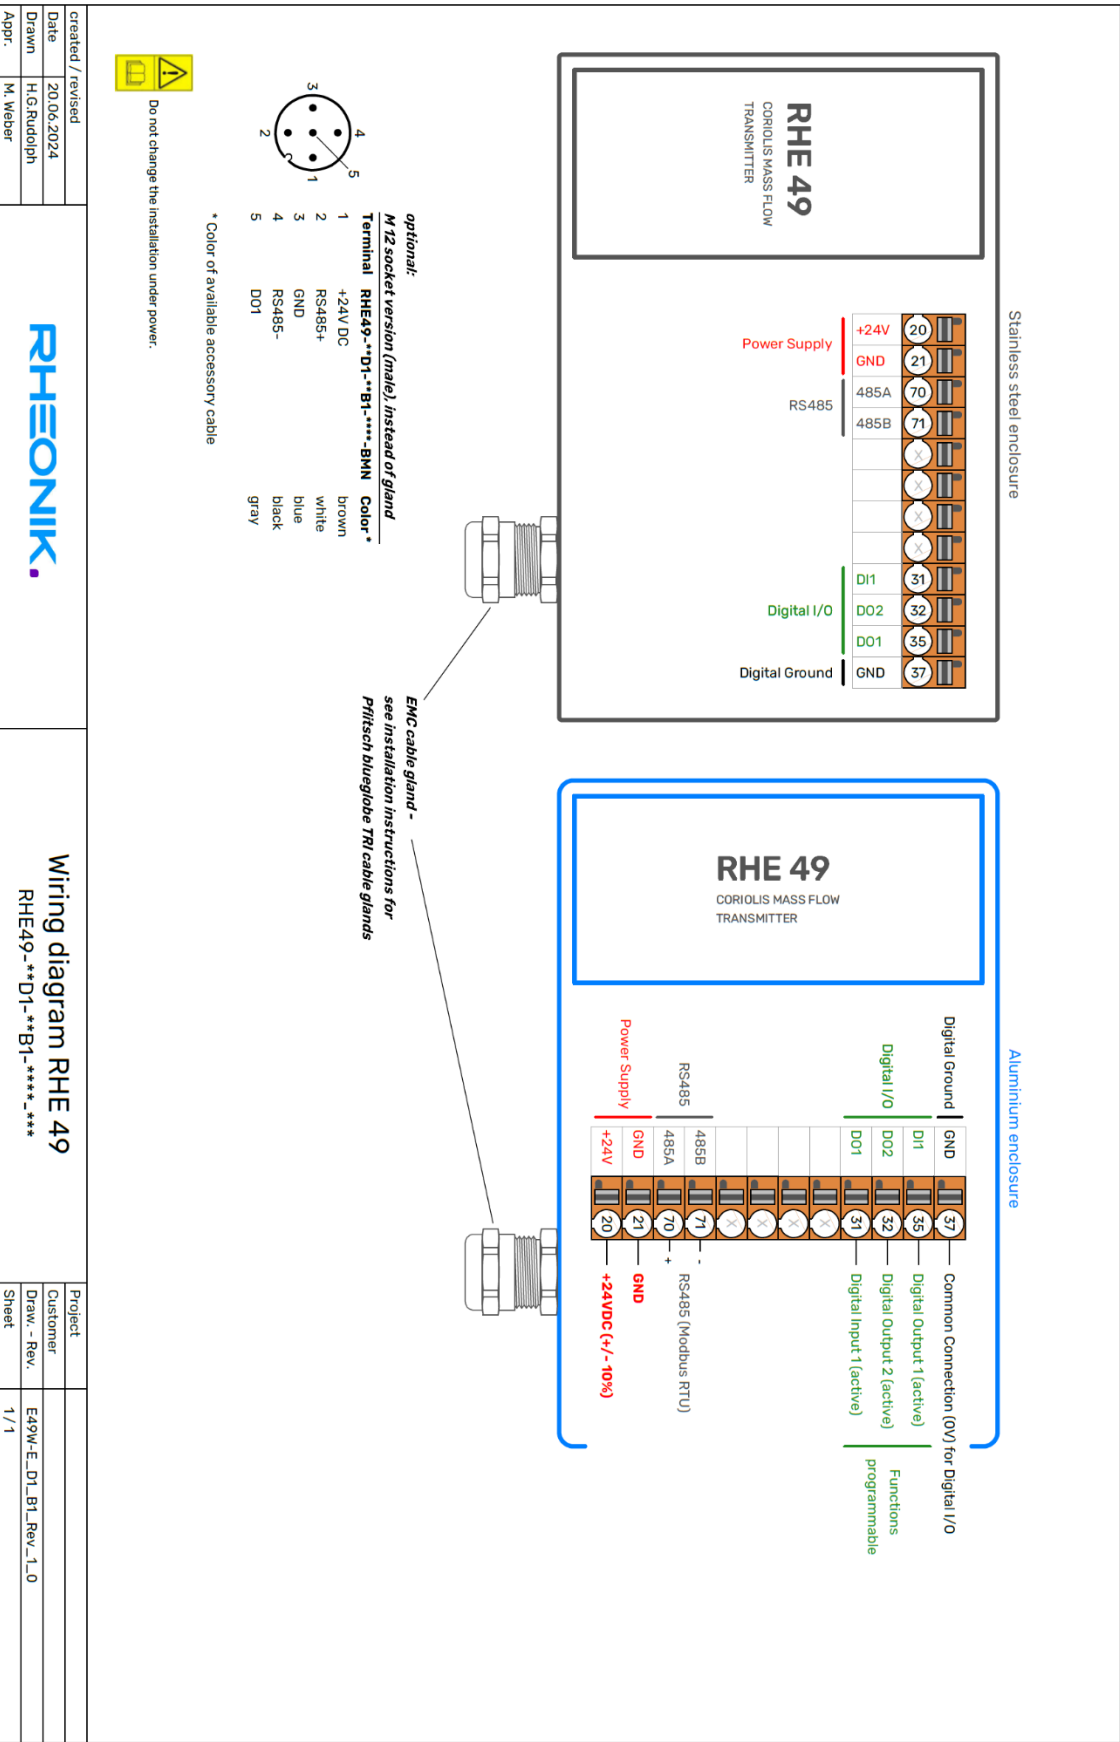 Stainless steel enclosure
RHE 49
CORIOLIS MASS FLOW
TRANSMITTER
Power Supply
+24V 20
GND 21
RS485
485A 70
485B 71
X
X
X
X
Digital I/O
DI1 31
DO2 32
DO1 35
Digital Ground
GND 37
Aluminium enclosure
RHE 49
CORIOLIS MASS FLOW
TRANSMITTER
Digital Ground
GND 37 Common Connection (0V) for Digital I/O
Digital I/O
DI1 35 Digital Output 1 (active)
DO2 32 Digital Output 2 (active)
DO1 31 Digital Input 1 (active)
Functions
programmable
X
X
X
X
RS485
485B 71 -
485A 70 +
RS485 (Modbus RTU)
Power Supply
GND 21 GND
+24V 20 +24VDC (+/- 10%)
EMC cable gland -
see installation instructions for
Pflitsch blueglobe TRI cable glands
optional:
M 12 socket version (male), instead of gland
Terminal RHE49-**D1-**B1-****-BMN Color*
1 +24V DC brown
2 RS485+ white
3 GND blue
4 RS485- black
5 DO1 gray
* Color of available accessory cable
3
4
5
2
1
Do not change the installation under power.
created / revised
Date 20.06.2024
Drawn H.G.Rudolph
Appr. M. Weber
RHEONIK.
Wiring diagram RHE 49
RHE49-**D1-**B1-****-***
Project
Customer
Draw. - Rev. E49W-E_D1_B1_Rev_1_0
Sheet 1 / 1